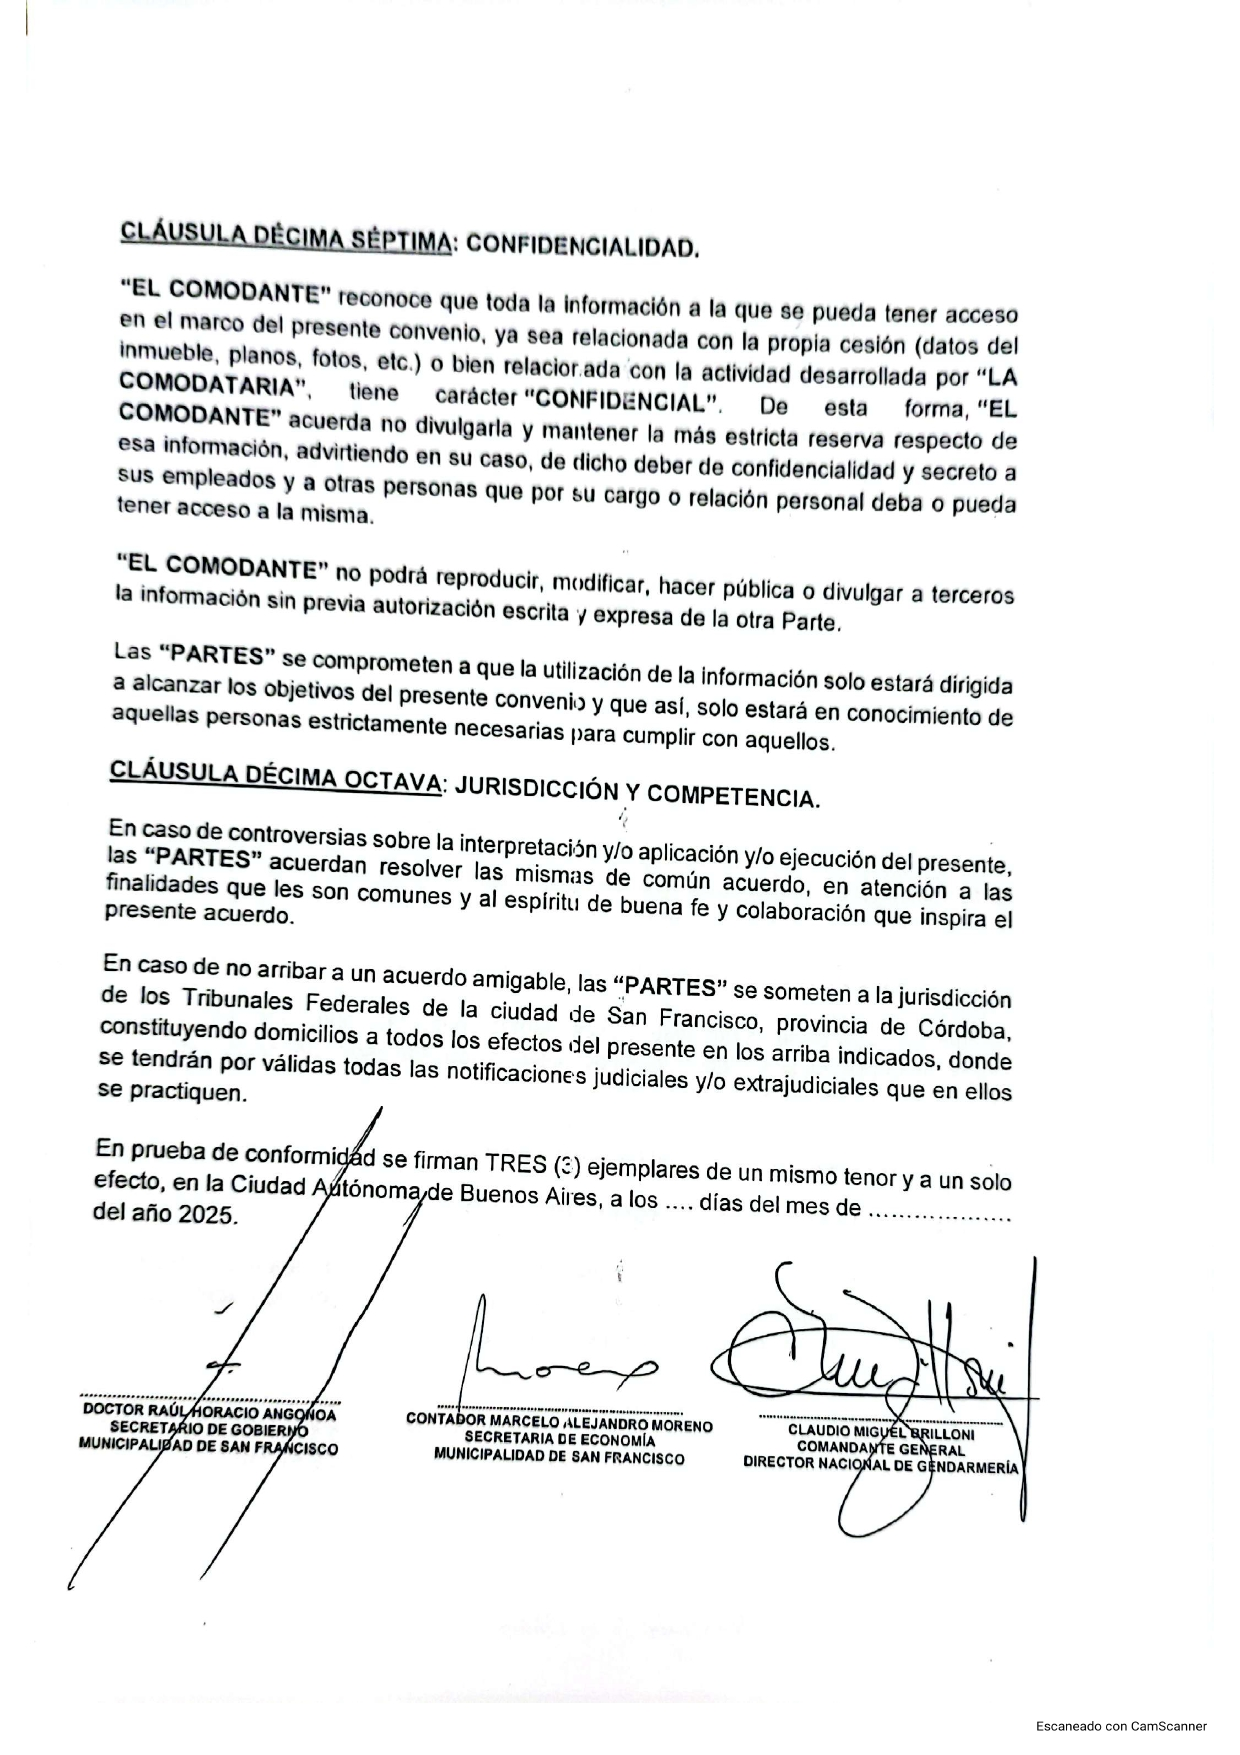 CLÁUSULA DÉCIMA SÉPTIMA: CONFIDENCIALIDAD.
"EL COMODANTE" reconoce que toda la información a la que se pueda tener acceso
en el marco del presente convenio, ya sea relacionada con la propia cesión (datos del
inmueble, planos, fotos, etc.) o bien relacionada con la actividad desarrollada por "LA
COMODATARIA", tiene carácter "CONFIDENCIAL". De esta forma, "EL
COMODANTE" acuerda no divulgarla y mantener la más estricta reserva respecto de
esa información, advirtiendo en su caso, de dicho deber de confidencialidad y secreto a
sus empleados y a otras personas que por su cargo o relación personal deba o pueda
tener acceso a la misma.
"EL COMODANTE" no podrá reproducir, modificar, hacer pública o divulgar a terceros
la información sin previa autorización escrita y expresa de la otra Parte.
Las "PARTES" se comprometen a que la utilización de la información solo estará dirigida
a alcanzar los objetivos del presente convenio y que así, solo estará en conocimiento de
aquellas personas estrictamente necesarias para cumplir con aquellos.
CLÁUSULA DÉCIMA OCTAVA: JURISDICCIÓN Y COMPETENCIA.
En caso de controversias sobre la interpretación y/o aplicación y/o ejecución del presente,
las "PARTES" acuerdan resolver las mismas de común acuerdo, en atención a las
finalidades que les son comunes y al espíritu de buena fe y colaboración que inspira el
presente acuerdo.
En caso de no arribar a un acuerdo amigable, las "PARTES" se someten a la jurisdicción
de los Tribunales Federales de la ciudad de San Francisco, provincia de Córdoba,
constituyendo domicilios a todos los efectos del presente en los arriba indicados, donde
se tendrán por válidas todas las notificaciones judiciales y/o extrajudiciales que en ellos
se practiquen.
En prueba de conformidad se firman TRES (3) ejemplares de un mismo tenor y a un solo
efecto, en la Ciudad Autónoma de Buenos Aires, a los .... días del mes de ...................
del año 2025.
DOCTOR RAÚL HORACIO ANGONOA
SECRETARIO DE GOBIERNO
MUNICIPALIDAD DE SAN FRANCISCO
Moreno
CONTADOR MARCELO ALEJANDRO MORENO
SECRETARIA DE ECONOMÍA
MUNICIPALIDAD DE SAN FRANCISCO
CLAUDIO MIGUEL BRILLONI
COMANDANTE GENERAL
DIRECTOR NACIONAL DE GENDARMERÍA
Escaneado con CamScanner